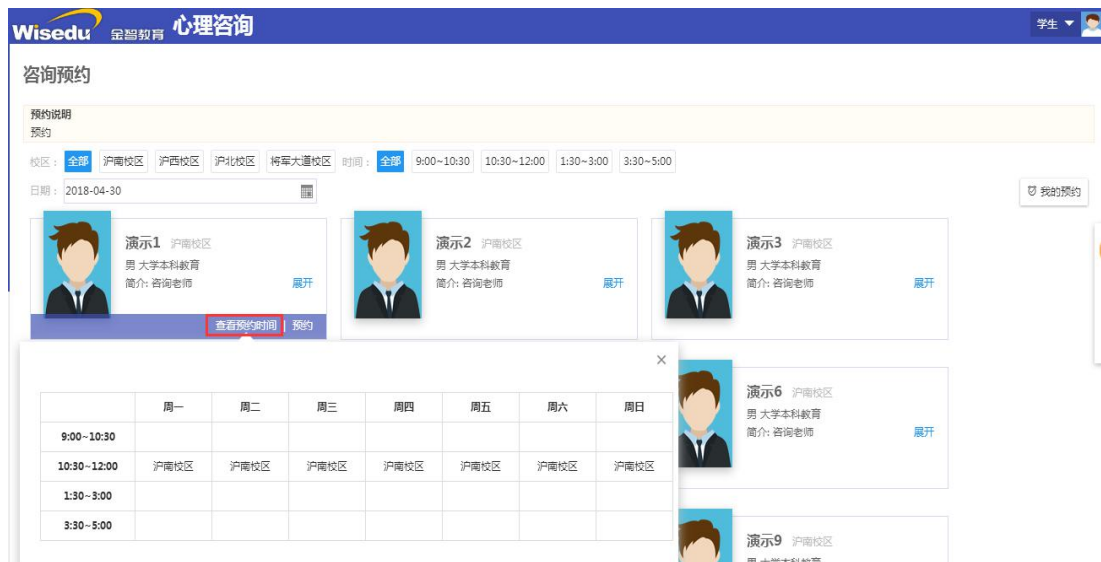 Wisedu 金智教育 心理咨询 学生
咨询预约
预约说明
预约
校区： 全部 沪南校区 沪西校区 沪北校区 将军大道校区 时间： 全部 9:00~10:30 10:30~12:00 1:30~3:00 3:30~5:00
日期： 2018-04-30 我的预约
演示1 沪南校区
男 大学本科教育
简介: 咨询老师 展开
查看预约时间 | 预约
演示2 沪南校区
男 大学本科教育
简介: 咨询老师 展开
演示3 沪南校区
男 大学本科教育
简介: 咨询老师 展开
×
周一 周二 周三 周四 周五 周六 周日
9:00~10:30
10:30~12:00 沪南校区 沪南校区 沪南校区 沪南校区 沪南校区 沪南校区 沪南校区
1:30~3:00
3:30~5:00
演示6 沪南校区
男 大学本科教育
简介: 咨询老师 展开
演示9 沪南校区
男 大学本科教育